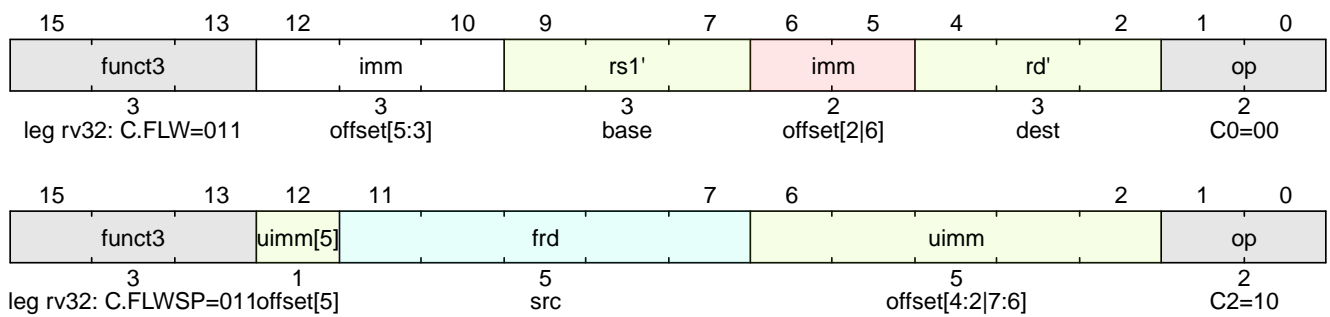 15 13 12 10 9 7 6 5 4 2 1 0
funct3 imm rs1' imm rd' op
3 3 3 2 3 2
leg rv32: C.FLW=011 offset[5:3] base offset[2|6] dest C0=00
15 13 12 11 7 6 2 1 0
funct3 uimm[5] frd uimm op
3 1 5 5 2
leg rv32: C.FLWSP=011 offset[5] src offset[4:2|7:6] C2=10